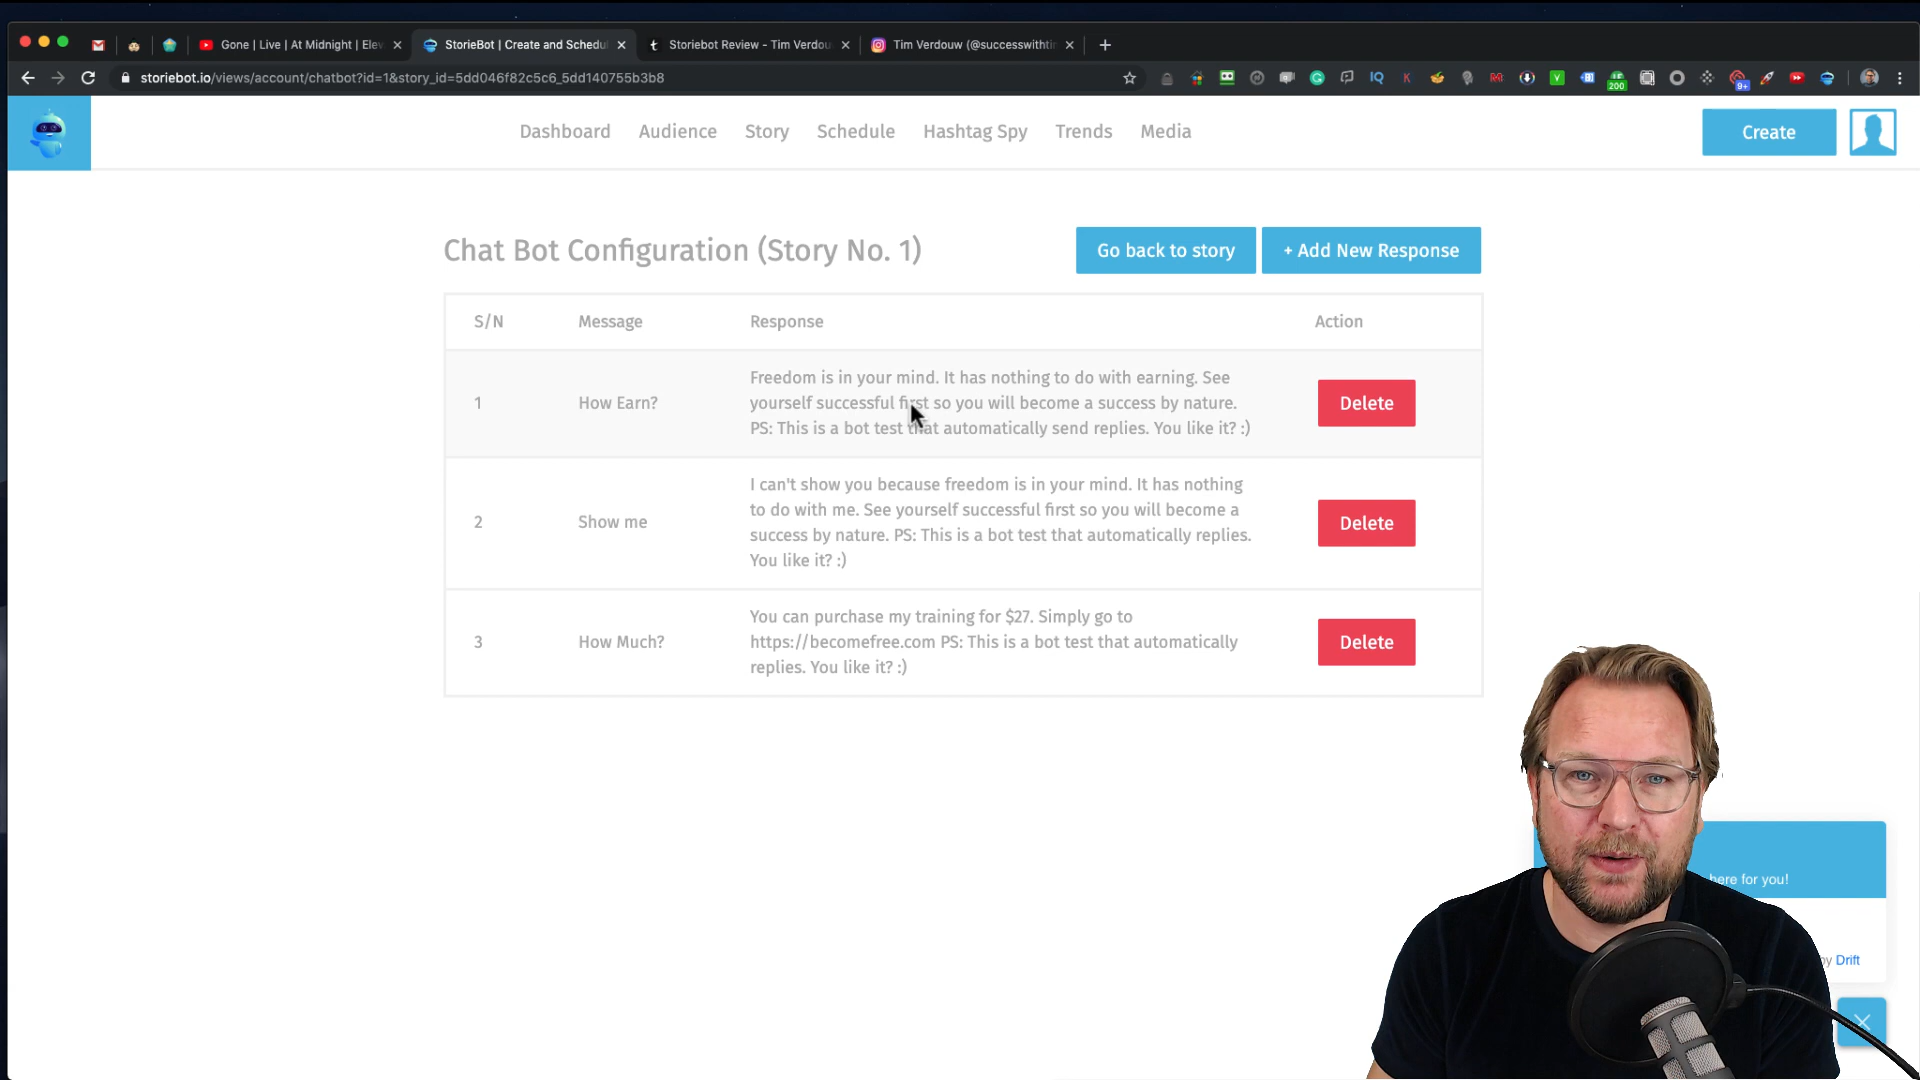 Gone | Live | At Midnight | Elev
StorieBot | Create and Schedul
Storiebot Review - Tim Verdou
Tim Verdouw (@successwithtim
storiebot.io/views/account/chatbot?id=1&story_id=5dd046f82c5c6_5dd140755b3b8
IQ
K
Y
200
9+
Dashboard Audience Story Schedule Hashtag Spy Trends Media
Create
Chat Bot Configuration (Story No. 1)
Go back to story
+ Add New Response
S/N Message Response Action
1 How Earn?
Freedom is in your mind. It has nothing to do with earning. See
yourself successful first so you will become a success by nature.
PS: This is a bot test that automatically send replies. You like it? :)
Delete
2 Show me
I can't show you because freedom is in your mind. It has nothing
to do with me. See yourself successful first so you will become a
success by nature. PS: This is a bot test that automatically replies.
You like it? :)
Delete
3 How Much?
You can purchase my training for $27. Simply go to
https://becomefree.com PS: This is a bot test that automatically
replies. You like it? :)
Delete
here for you!
by Drift